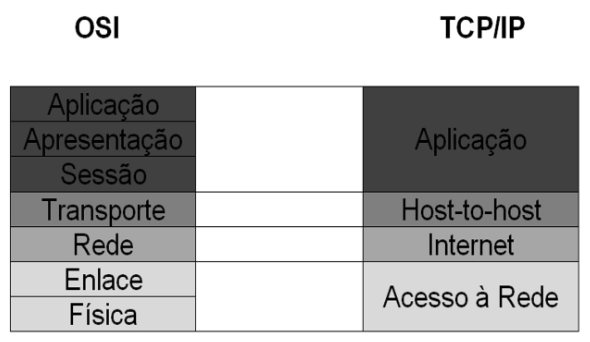 OSI TCP/IP
Aplicação
Apresentação
Sessão
Aplicação
Transporte Host-to-host
Rede Internet
Enlace
Física
Acesso à Rede